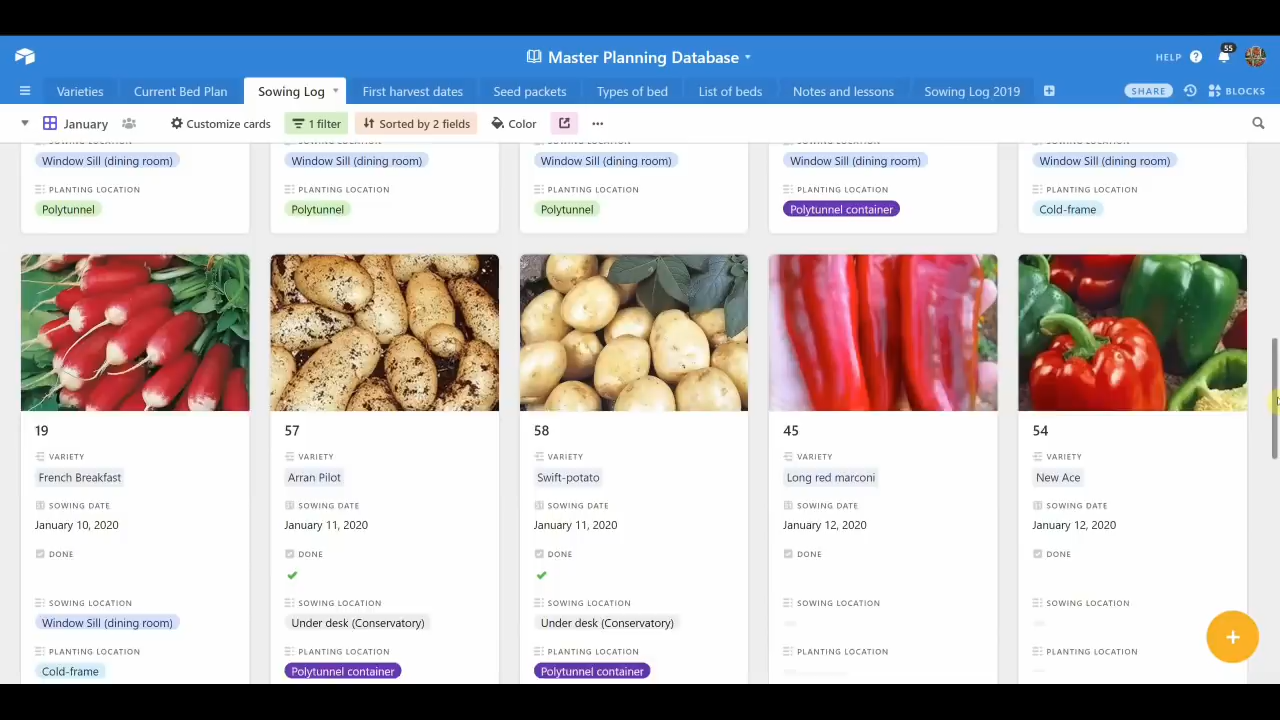 Master Planning Database
HELP
55
Varieties
Current Bed Plan
Sowing Log
First harvest dates
Seed packets
Types of bed
List of beds
Notes and lessons
Sowing Log 2019
SHARE
BLOCKS
January
Customize cards
1 filter
Sorted by 2 fields
Color
Window Sill (dining room)
Window Sill (dining room)
Window Sill (dining room)
Window Sill (dining room)
Window Sill (dining room)
PLANTING LOCATION
PLANTING LOCATION
PLANTING LOCATION
PLANTING LOCATION
PLANTING LOCATION
Polytunnel
Polytunnel
Polytunnel
Polytunnel container
Cold-frame
19
VARIETY
French Breakfast
SOWING DATE
January 10, 2020
DONE
SOWING LOCATION
Window Sill (dining room)
PLANTING LOCATION
Cold-frame
57
VARIETY
Arran Pilot
SOWING DATE
January 11, 2020
DONE
SOWING LOCATION
Under desk (Conservatory)
PLANTING LOCATION
Polytunnel container
58
VARIETY
Swift-potato
SOWING DATE
January 11, 2020
DONE
SOWING LOCATION
Under desk (Conservatory)
PLANTING LOCATION
Polytunnel container
45
VARIETY
Long red marconi
SOWING DATE
January 12, 2020
DONE
SOWING LOCATION
PLANTING LOCATION
54
VARIETY
New Ace
SOWING DATE
January 12, 2020
DONE
SOWING LOCATION
PLANTING LOCATION